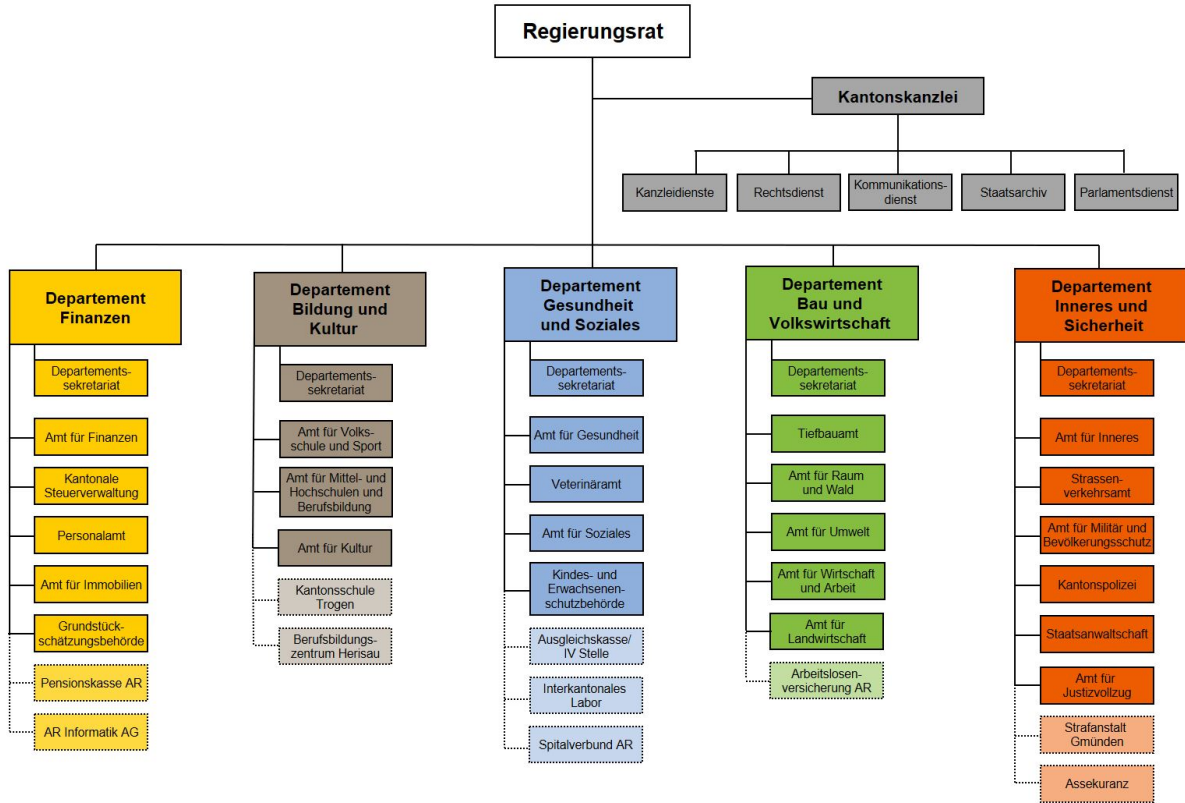 Regierungsrat
Kantonskanzlei
Kanzleidienste
Rechtsdienst
Kommunikations-
dienst
Staatsarchiv
Parlamentsdienst
Departement
Finanzen
Departements-
sekretariat
Amt für Finanzen
Kantonale
Steuerverwaltung
Personalamt
Amt für Immobilien
Grundstück-
schätzungsbehörde
Pensionskasse AR
AR Informatik AG
Departement
Bildung und
Kultur
Departements-
sekretariat
Amt für Volks-
schule und Sport
Amt für Mittel- und
Hochschulen und
Berufsbildung
Amt für Kultur
Kantonsschule
Trogen
Berufsbildungs-
zentrum Herisau
Departement
Gesundheit
und Soziales
Departements-
sekretariat
Amt für Gesundheit
Veterinäramt
Amt für Soziales
Kindes- und
Erwachsenen-
schutzbehörde
Ausgleichskasse/
IV Stelle
Interkantonales
Labor
Spitalverbund AR
Departement
Bau und
Volkswirtschaft
Departements-
sekretariat
Tiefbauamt
Amt für Raum
und Wald
Amt für Umwelt
Amt für Wirtschaft
und Arbeit
Amt für
Landwirtschaft
Arbeitslosen-
versicherung AR
Departement
Inneres und
Sicherheit
Departements-
sekretariat
Amt für Inneres
Strassen-
verkehrsamt
Amt für Militär und
Bevölkerungsschutz
Kantonspolizei
Staatsanwaltschaft
Amt für
Justizvollzug
Strafanstalt
Gmünden
Assekuranz